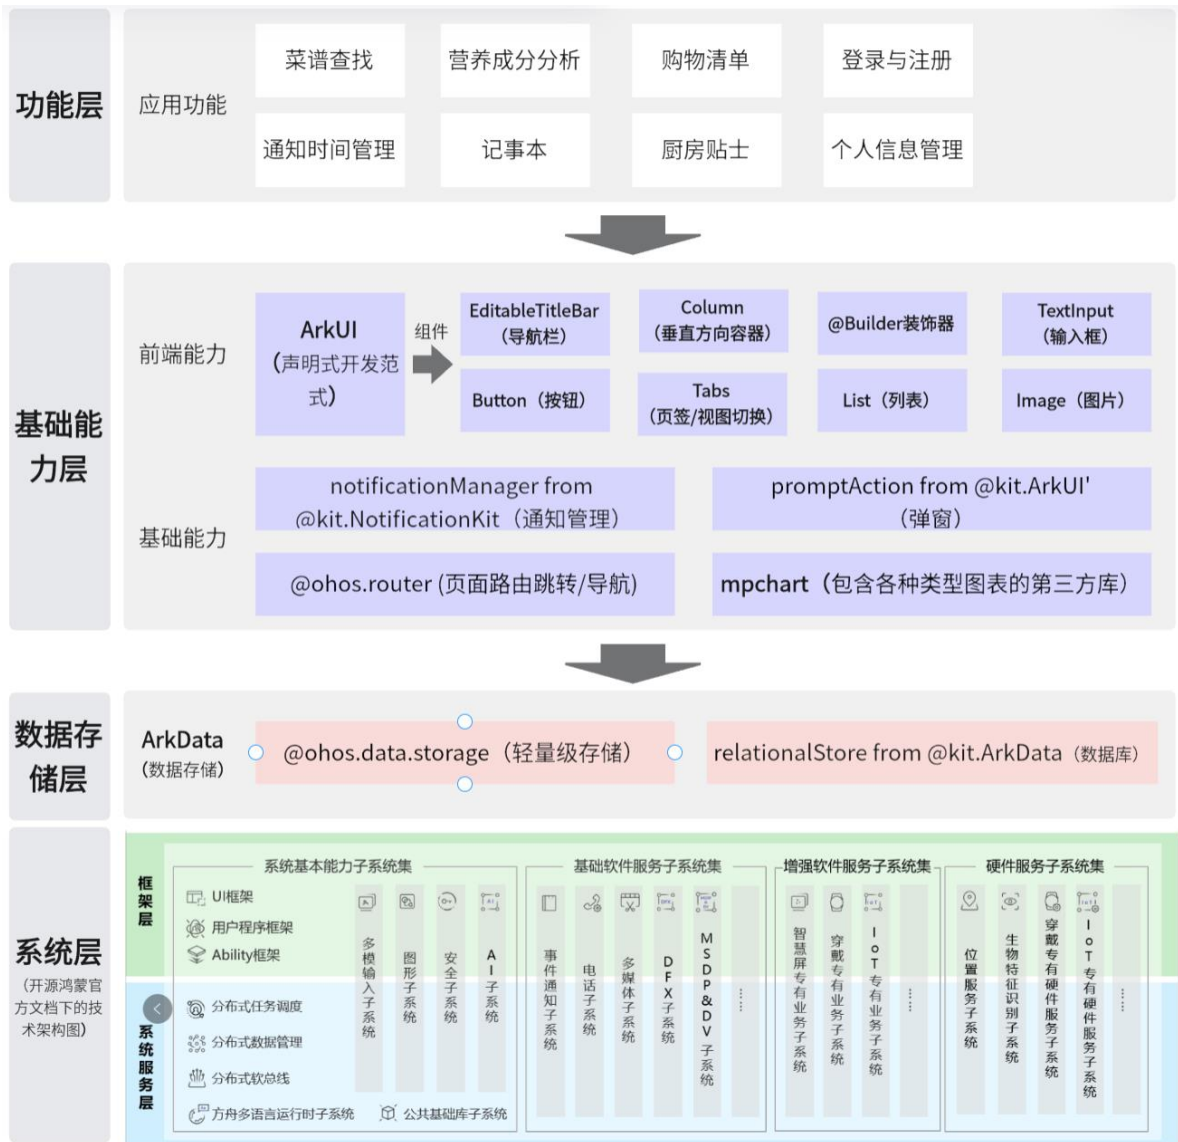 功能层
应用功能
菜谱查找
营养成分分析
购物清单
登录与注册
通知时间管理
记事本
厨房贴士
个人信息管理
基础能
力层
前端能力
ArkUI
(声明式开发范
式)
组件
EditableTitleBar
(导航栏)
Column
(垂直方向容器)
@Builder装饰器
TextInput
(输入框)
Button（按钮）
Tabs
(页签/视图切换)
List（列表）
Image（图片）
基础能力
notificationManager from
@kit.NotificationKit（通知管理）
promptAction from @kit.ArkUI'
（弹窗）
@ohos.router (页面路由跳转/导航)
mpchart（包含各种类型图表的第三方库）
数据存
储层
ArkData
(数据存储)
@ohos.data.storage（轻量级存储）
relationalStore from @kit.ArkData（数据库）
系统层
（开源鸿蒙官
方文档下的技
术架构图）
框架层
系统服务层
系统基本能力子系统集
UI框架
用户程序框架
Ability框架
分布式任务调度
分布式数据管理
分布式软总线
方舟多语言运行时子系统
公共基础库子系统
多模输入子系统
图形子系统
安全子系统
AI子系统
基础软件服务子系统集
事件通知子系统
电话子系统
多媒体子系统
DFX子系统
MSDP&DV子系统
……
增强软件服务子系统集
智慧屏专有业务子系统
穿戴专有业务子系统
IoT专有业务子系统
……
硬件服务子系统集
位置服务子系统
生物特征识别子系统
穿戴专有硬件服务子系统
IoT专有硬件服务子系统
……